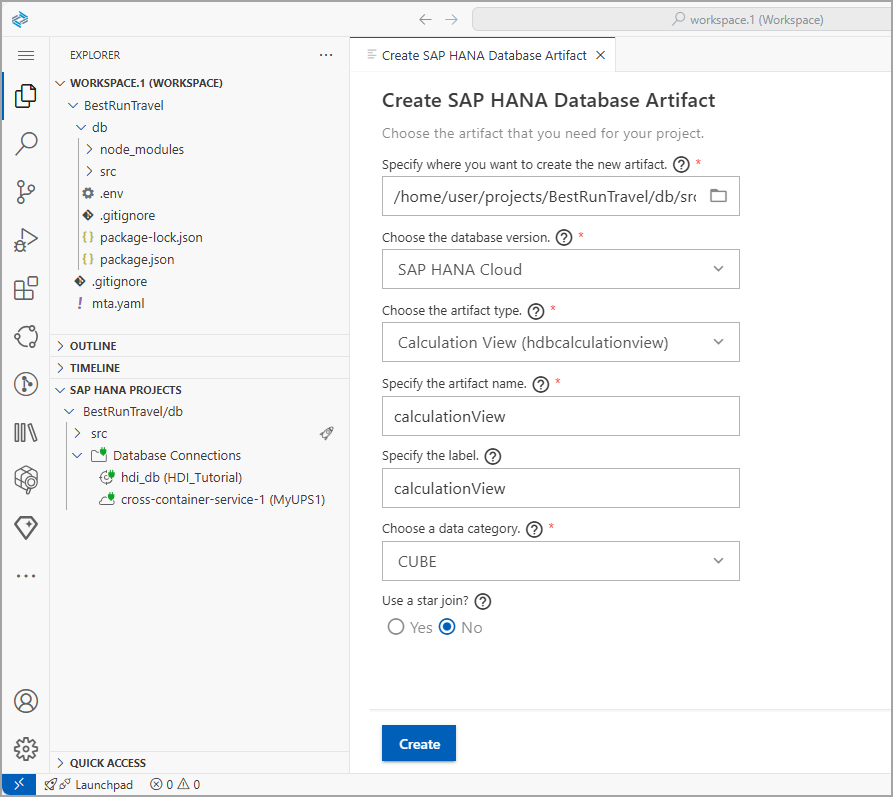 workspace.1 (Workspace)
EXPLORER
WORKSPACE.1 (WORKSPACE)
BestRunTravel
db
node_modules
src
.env
.gitignore
{} package-lock.json
{} package.json
.gitignore
! mta.yaml
OUTLINE
TIMELINE
SAP HANA PROJECTS
BestRunTravel/db
src
Database Connections
hdi_db (HDI_Tutorial)
cross-container-service-1 (MyUPS1)
QUICK ACCESS
Create SAP HANA Database Artifact
Create SAP HANA Database Artifact
Choose the artifact that you need for your project.
Specify where you want to create the new artifact. ? *
/home/user/projects/BestRunTravel/db/src
Choose the database version. ? *
SAP HANA Cloud
Choose the artifact type. ? *
Calculation View (hdbcalculationview)
Specify the artifact name. ? *
calculationView
Specify the label. ?
calculationView
Choose a data category. ? *
CUBE
Use a star join? ?
Yes No
Create
Launchpad 0 0